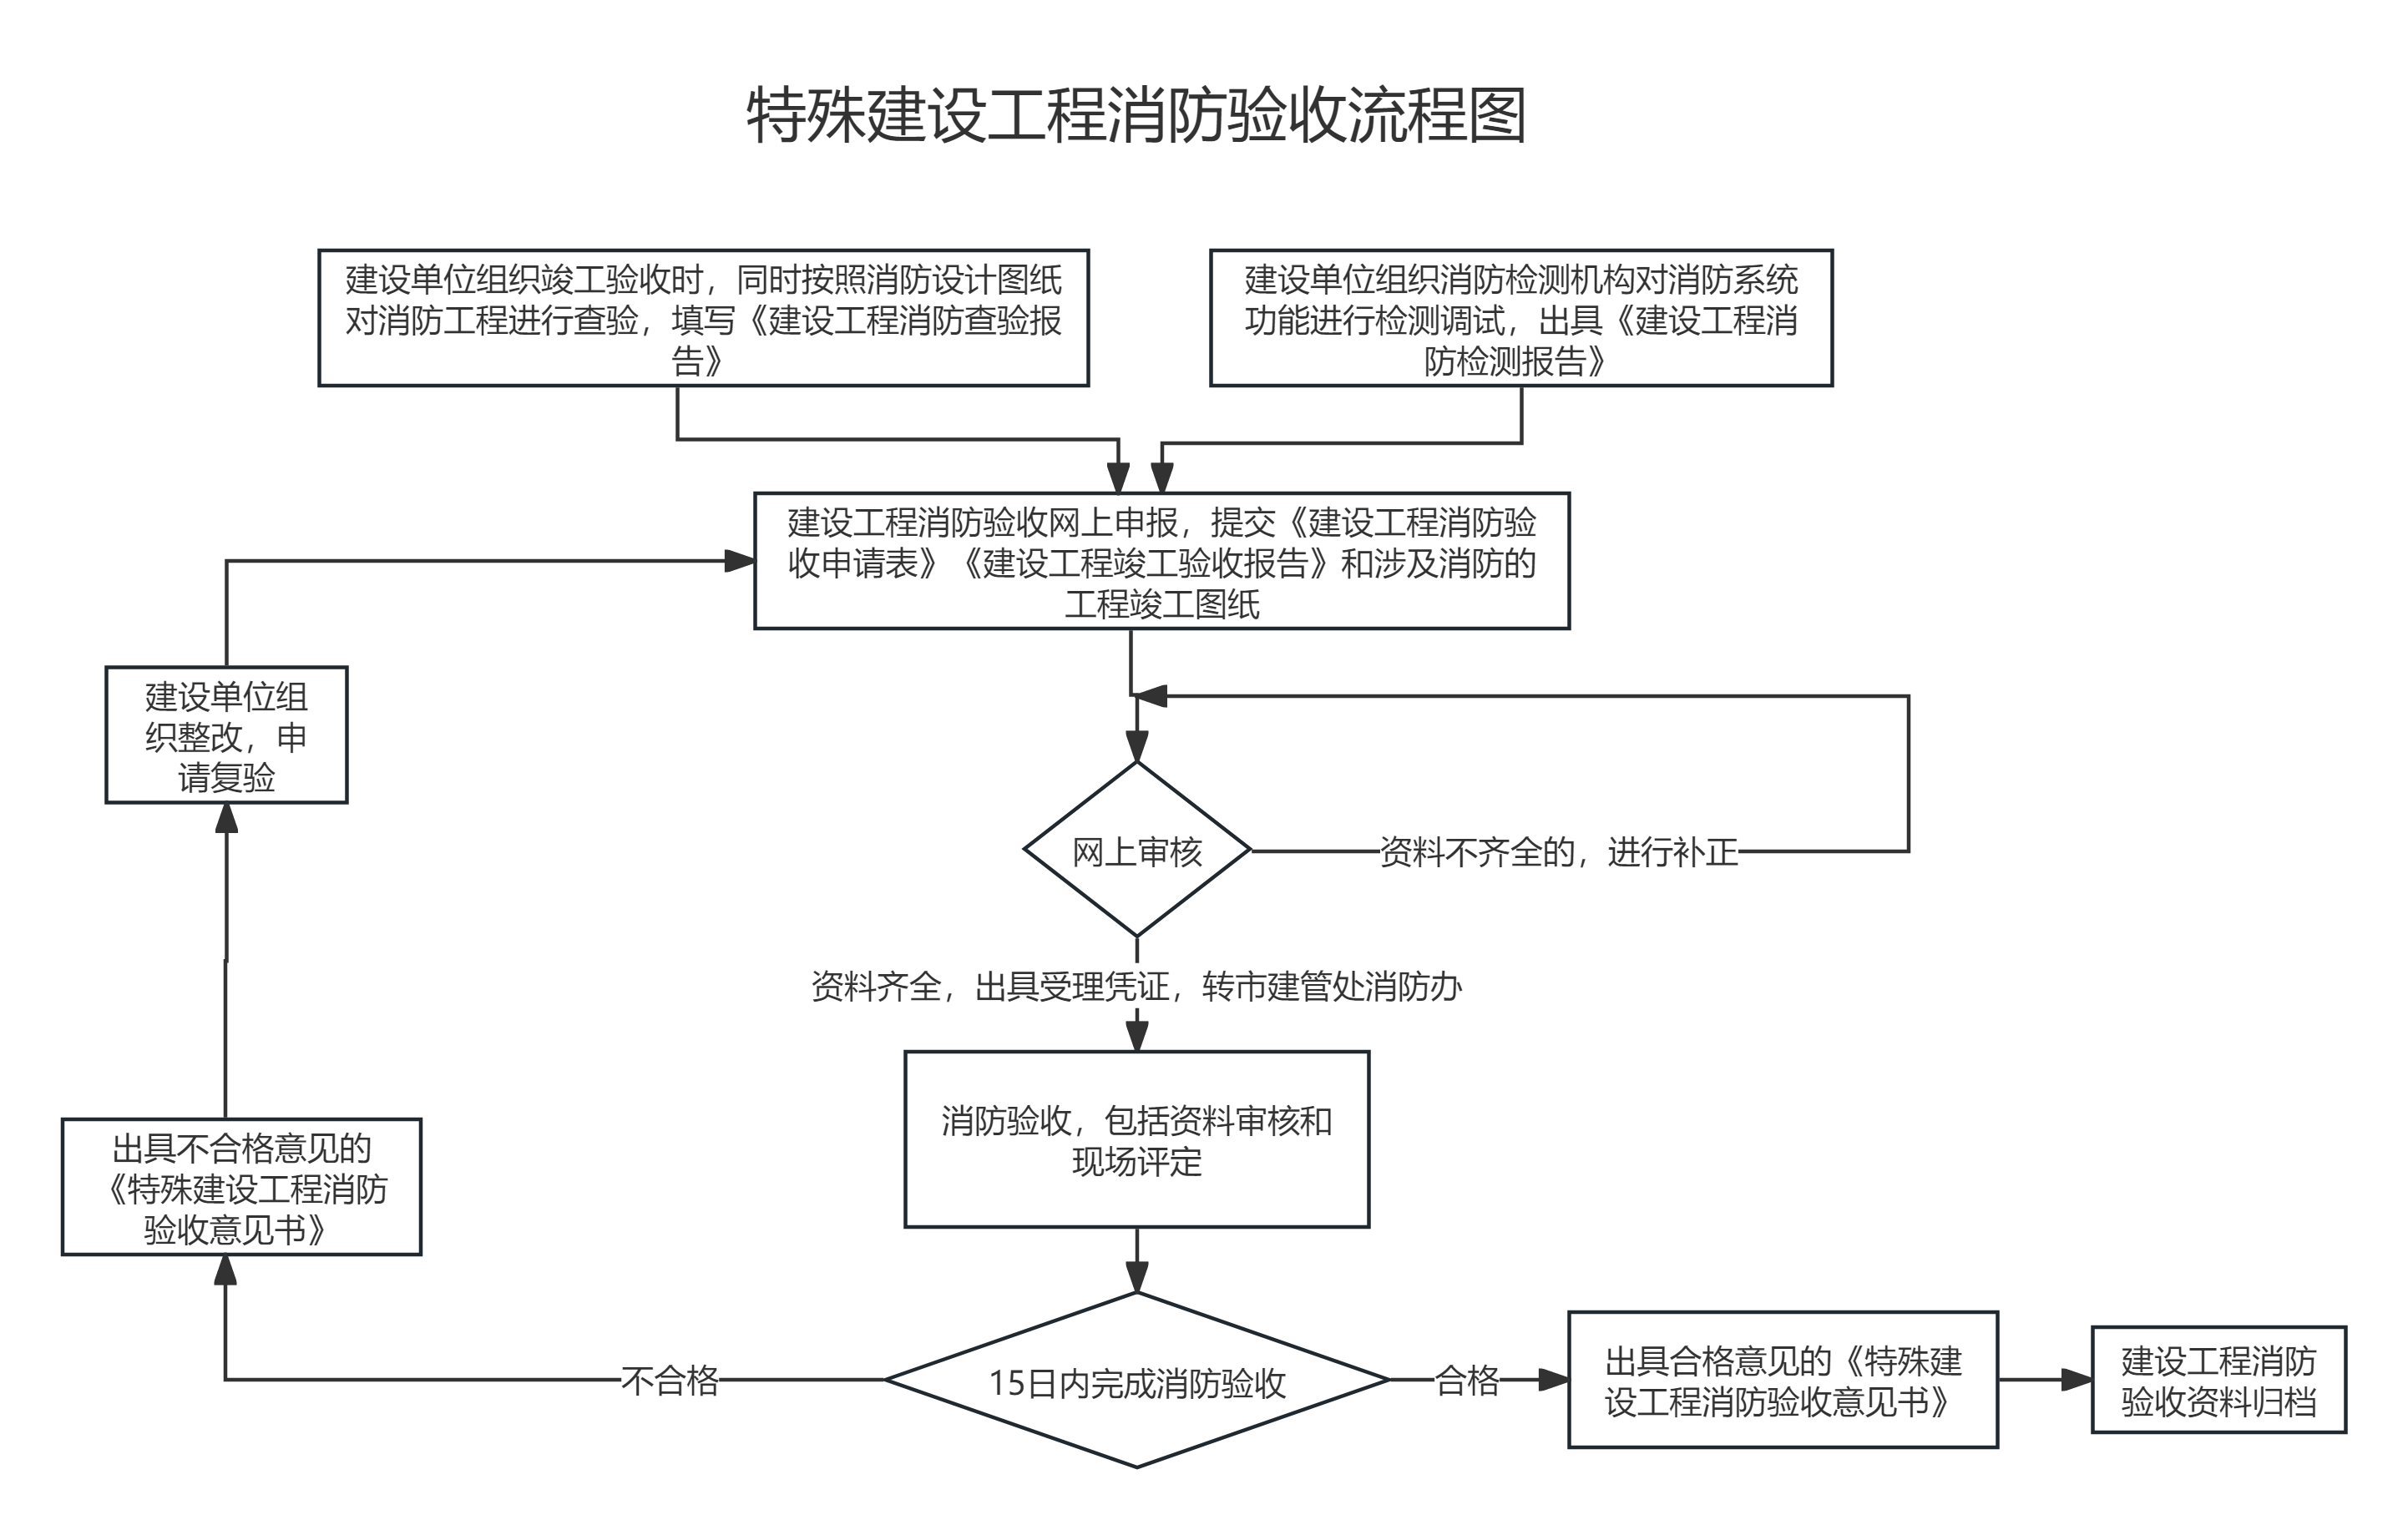 特殊建设工程消防验收流程图
建设单位组织竣工验收时，同时按照消防设计图纸
对消防工程进行查验，填写《建设工程消防查验报
告》
建设单位组织消防检测机构对消防系统
功能进行检测调试，出具《建设工程消
防检测报告》
建设工程消防验收网上申报，提交《建设工程消防验
收申请表》《建设工程竣工验收报告》和涉及消防的
工程竣工图纸
建设单位组
织整改，申
请复验
网上审核
资料不齐全的，进行补正
资料齐全，出具受理凭证，转市建管处消防办
消防验收，包括资料审核和
现场评定
出具不合格意见的
《特殊建设工程消防
验收意见书》
不合格
15日内完成消防验收
合格
出具合格意见的《特殊建
设工程消防验收意见书》
建设工程消防
验收资料归档